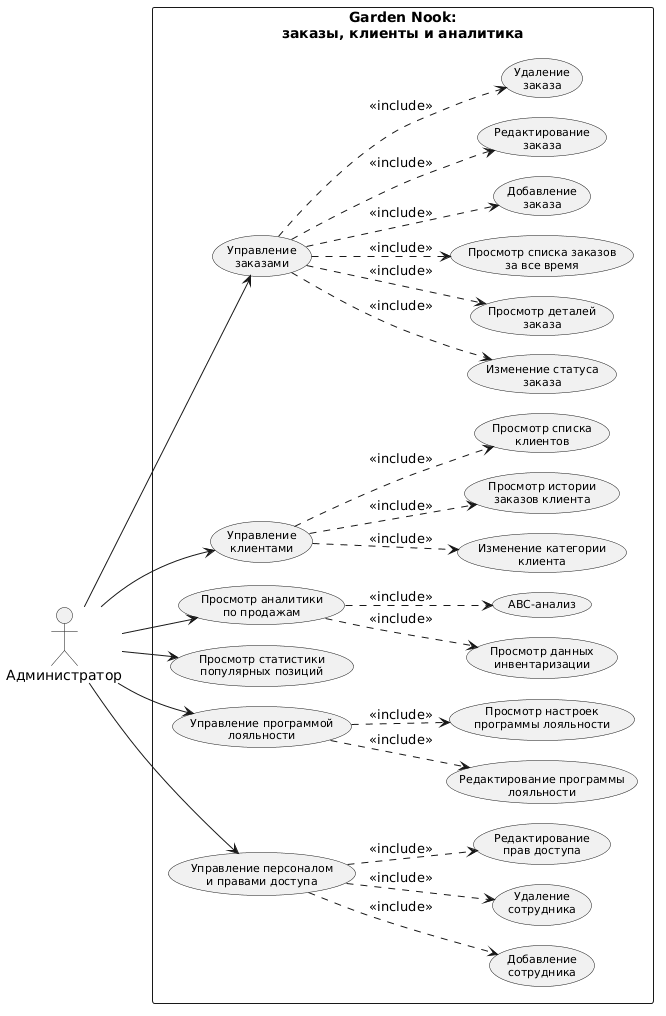 Garden Nook:
заказы, клиенты и аналитика
Удаление
заказа
«include»
Редактирование
заказа
«include»
Добавление
заказа
«include»
Управление
заказами
«include»
Просмотр списка заказов
за все время
«include»
Просмотр деталей
заказа
«include»
Изменение статуса
заказа
Просмотр списка
клиентов
«include»
Просмотр истории
заказов клиента
«include»
Управление
клиентами
«include»
Изменение категории
клиента
Просмотр аналитики
по продажам
«include»
ABC-анализ
«include»
Просмотр данных
инвентаризации
Администратор
Просмотр статистики
популярных позиций
Управление программой
лояльности
«include»
Просмотр настроек
программы лояльности
«include»
Редактирование программы
лояльности
Редактирование
прав доступа
«include»
Управление персоналом
и правами доступа
«include»
Удаление
сотрудника
«include»
Добавление
сотрудника